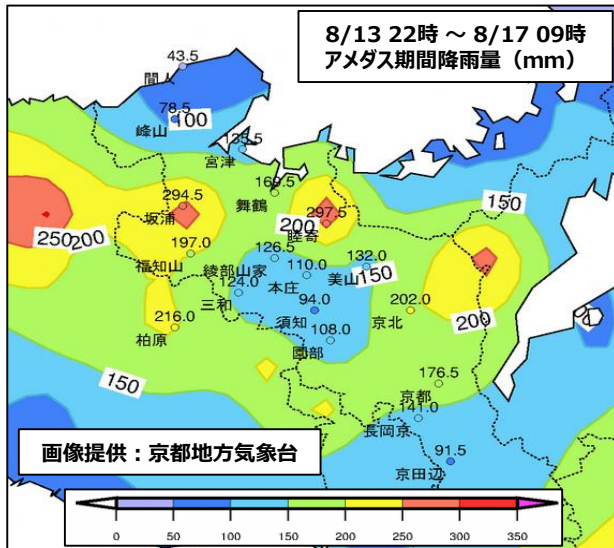 8/13 22時 ～ 8/17 09時
アメダス期間降雨量（mm）
43.5
間人
78.5
100
峰山
135.5
宮津
169.5
舞鶴
150
294.5
坂浦
297.5
200
睦寄
250
200
197.0
福知山
126.5
綾部山家
110.0
本庄
132.0
美山
150
124.0
三和
94.0
須知
202.0
京北
200
216.0
柏原
108.0
園部
150
176.5
京都
141.0
長岡京
91.5
京田辺
画像提供：京都地方気象台
0 50 100 150 200 250 300 350